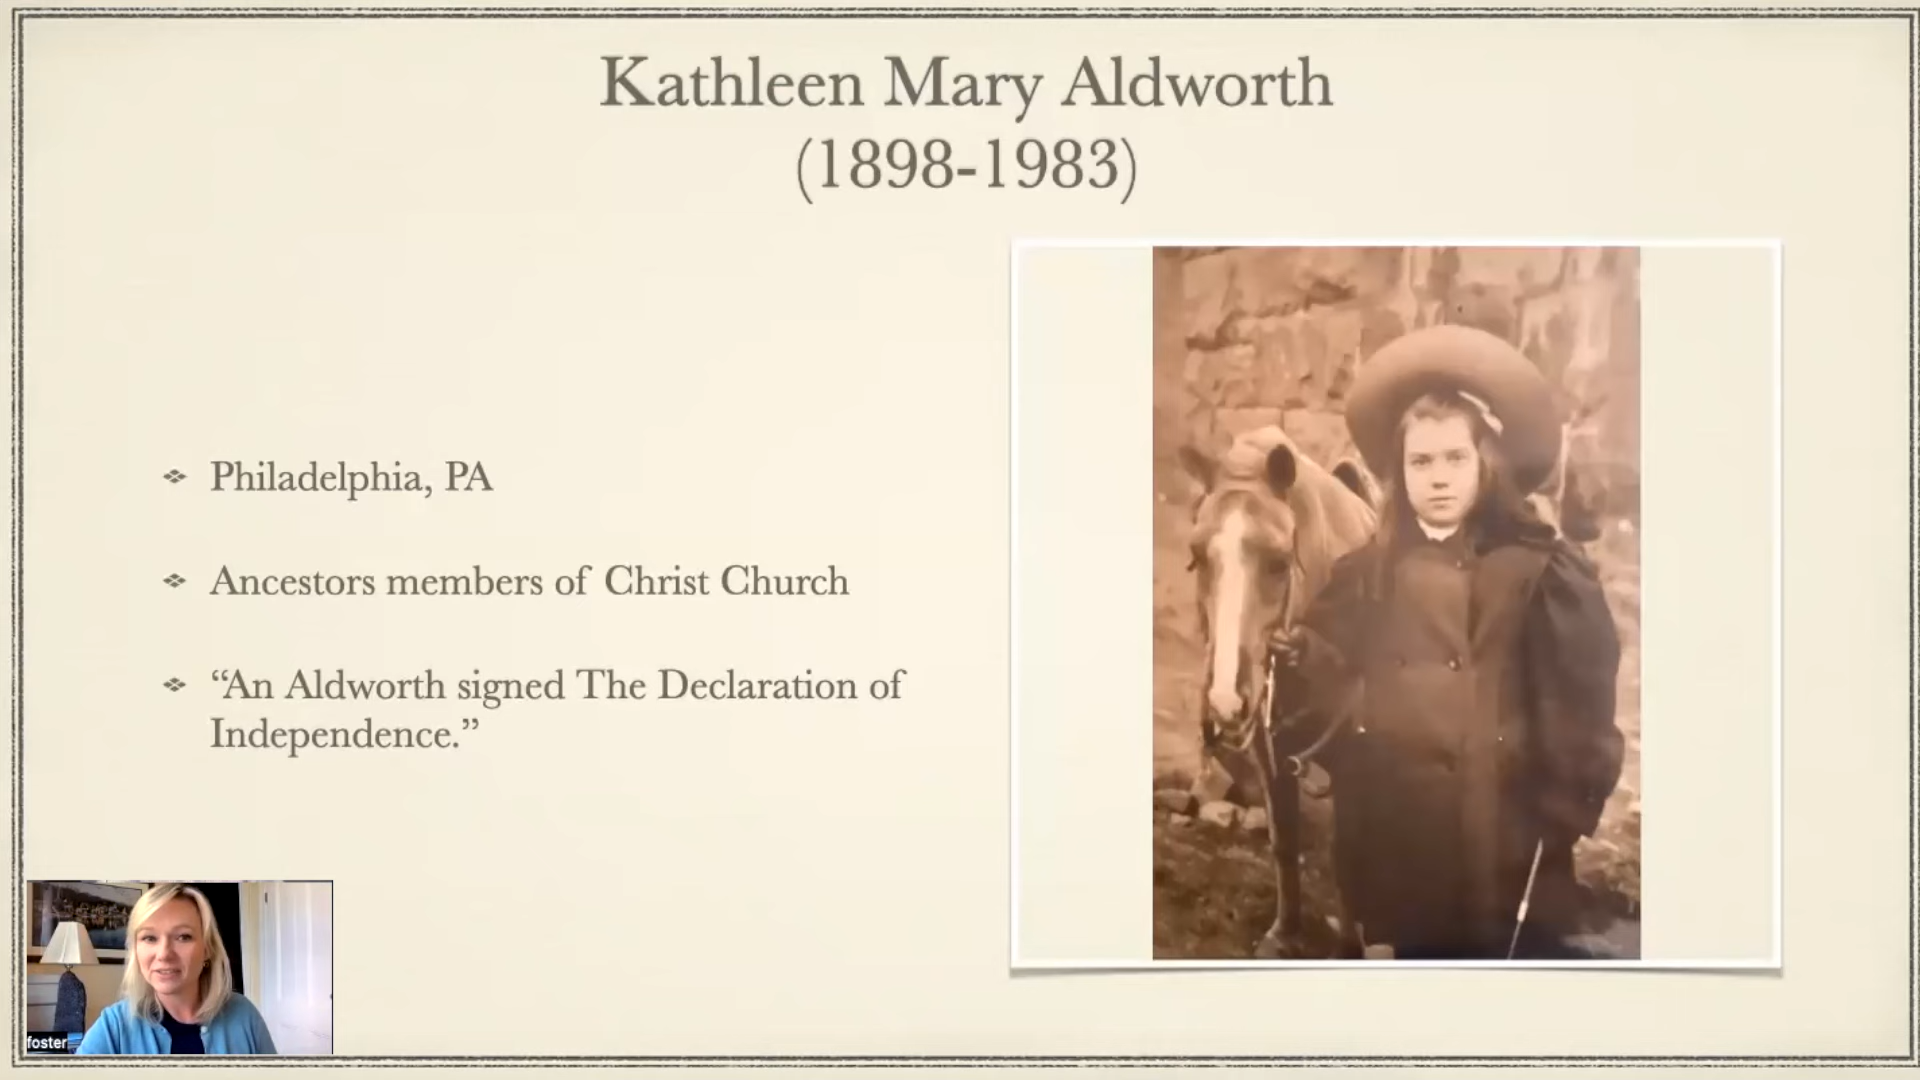 Kathleen Mary Aldworth
(1898-1983)
Philadelphia, PA
Ancestors members of Christ Church
“An Aldworth signed The Declaration of
Independence.”
foster